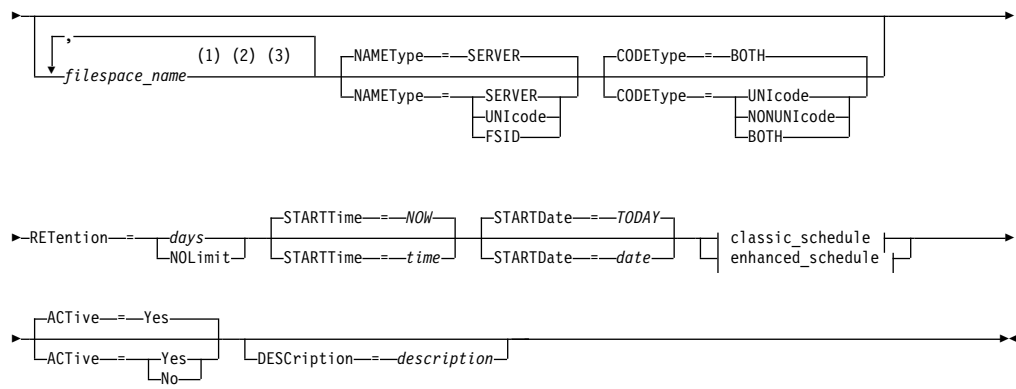 ,
(1) (2) (3)
filespace_name
NAMEType = SERVER
NAMEType = SERVER
UNIcode
FSID
CODEType = BOTH
CODEType = UNIcode
NONUNIcode
BOTH
RETention = days
NOLimit
STARTTime = NOW
STARTTime = time
STARTDate = TODAY
STARTDate = date
classic_schedule
enhanced_schedule
ACTive = Yes
ACTive = Yes
No
DESCription = description